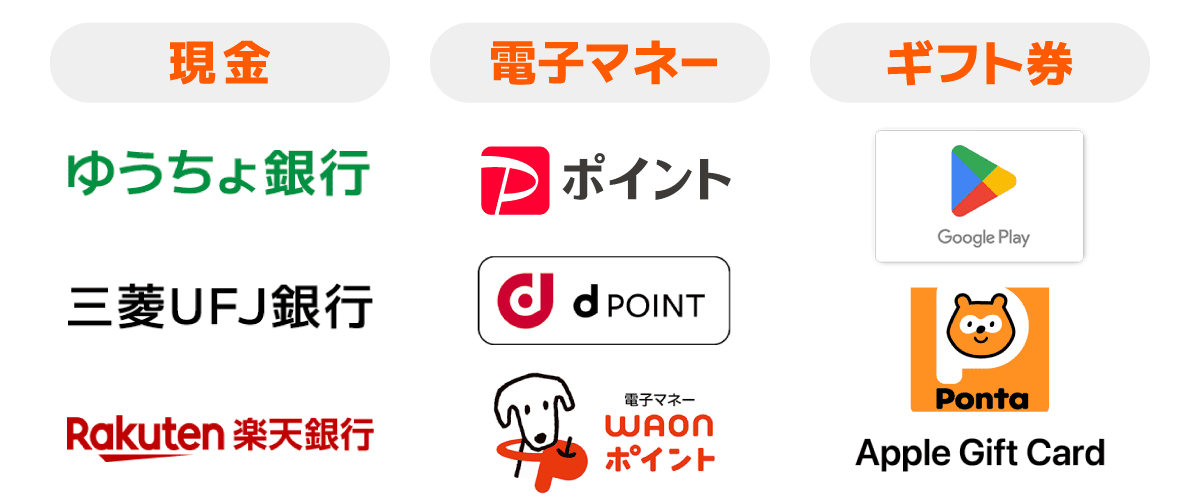 現金
ゆうちょ銀行
三菱UFJ銀行
Rakuten 楽天銀行
電子マネー
P ポイント
d d POINT
電子マネー
WAON
ポイント
ギフト券
Google Play
P
Ponta
Apple Gift Card